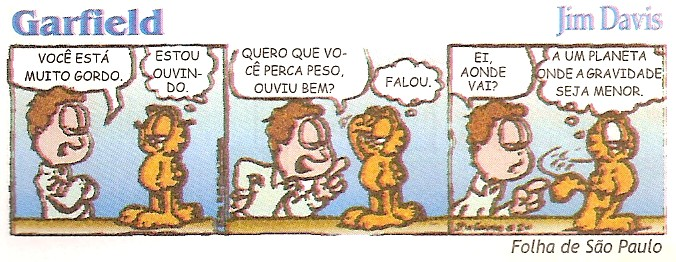 Garfield
Jim Davis
VOCÊ ESTÁ
MUITO GORDO.
ESTOU
OUVIN-
DO.
QUERO QUE VO-
CÊ PERCA PESO,
OUVIU BEM?
FALOU.
EI,
AONDE
VAI?
A UM PLANETA
ONDE A GRAVIDADE
SEJA MENOR.
Folha de São Paulo